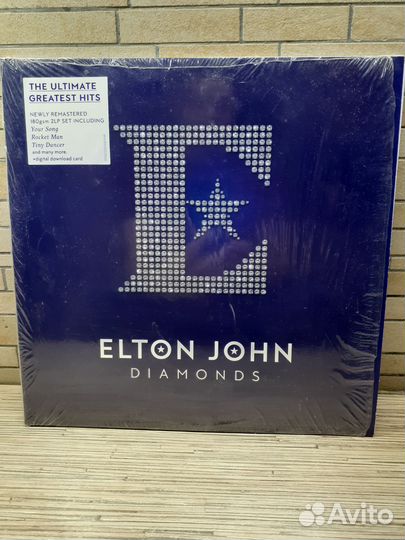 THE ULTIMATE
GREATEST HITS
NEWLY REMASTERED
180gsm 2LP SET INCLUDING
Your Song
Rocket Man
Tiny Dancer
and many more.
+digital download card
E
ELTON JOHN
DIAMONDS
Avito